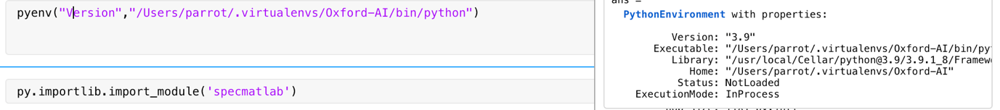 pyenv("Version","/Users/parrot/.virtualenvs/Oxford-AI/bin/python")
py.importlib.import_module('specmatlab')
ans =
PythonEnvironment with properties:
Version: "3.9"
Executable: "/Users/parrot/.virtualenvs/Oxford-AI/bin/py
Library: "/usr/local/Cellar/python@3.9/3.9.1_8/Framew
Home: "/Users/parrot/.virtualenvs/Oxford-AI"
Status: NotLoaded
ExecutionMode: InProcess